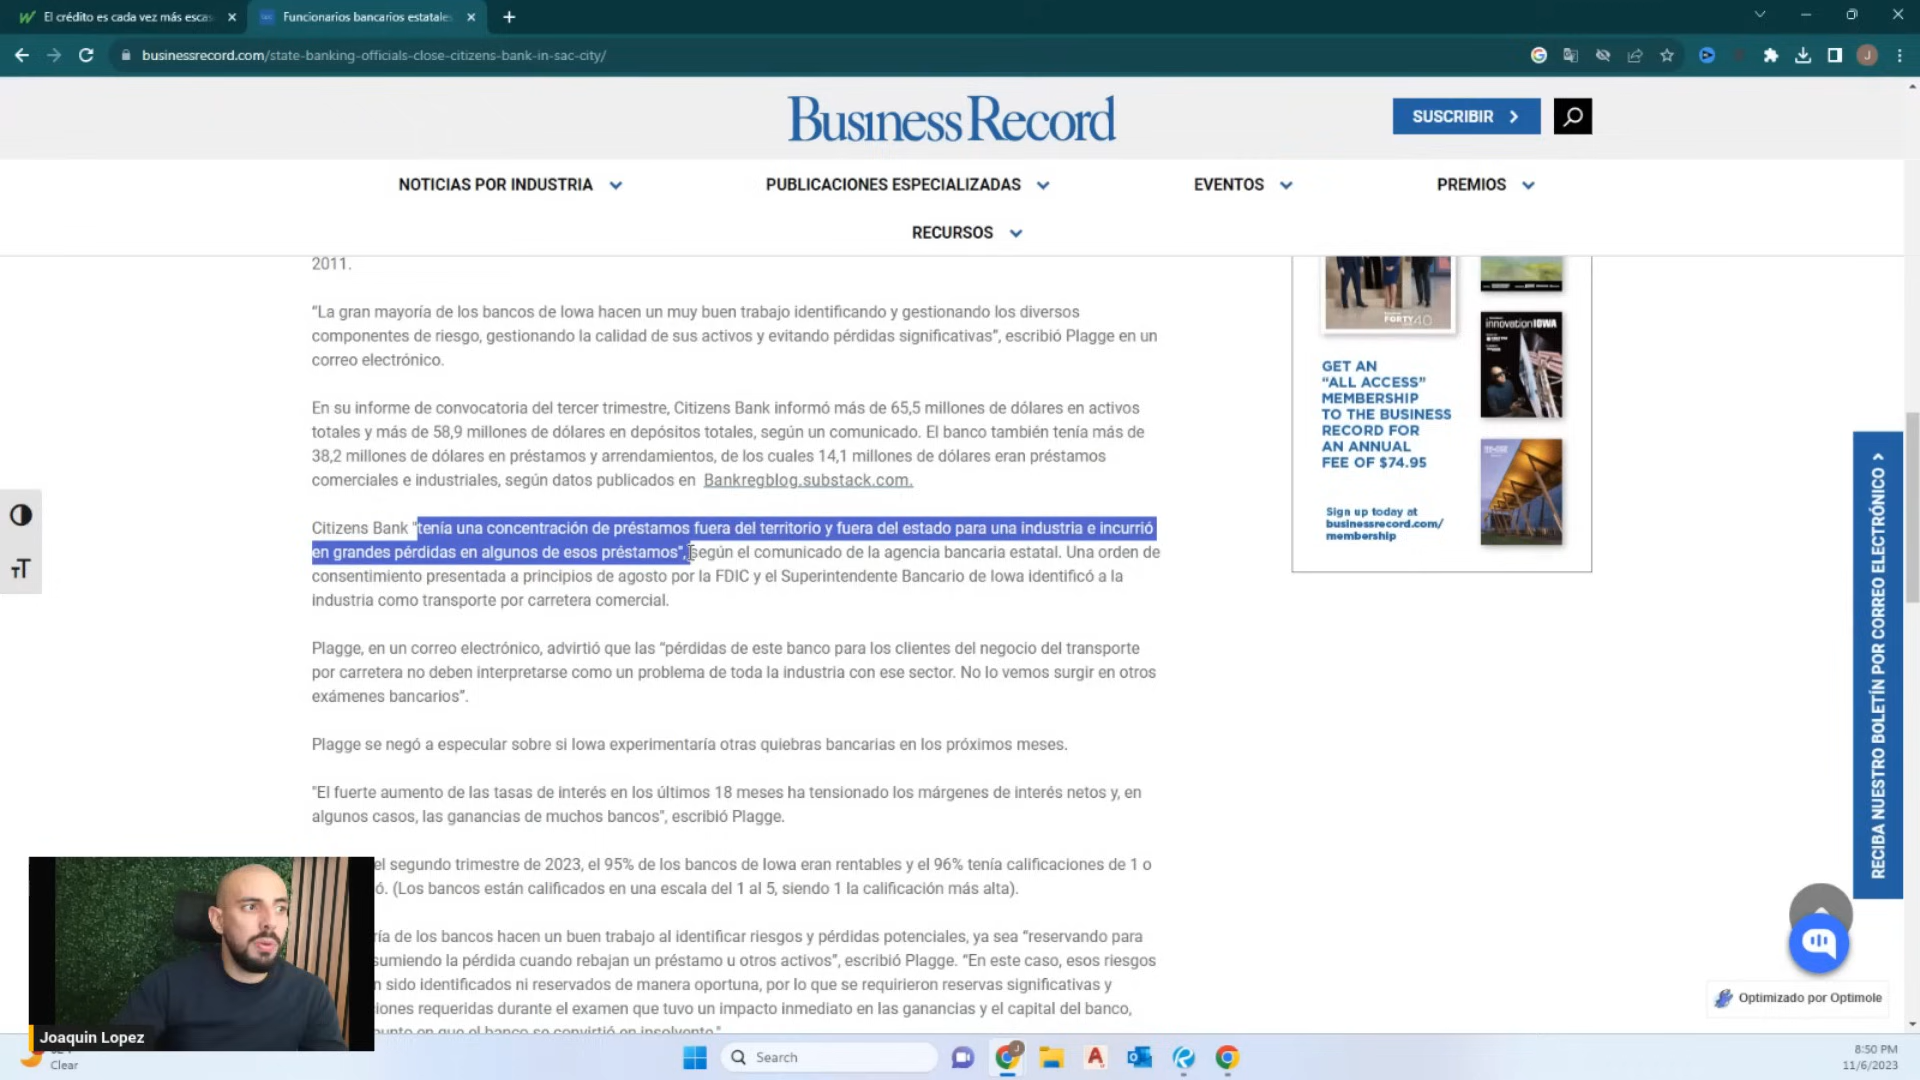 El crédito es cada vez más escas
Funcionarios bancarios estatales
businessrecord.com/state-banking-officials-close-citizens-bank-in-sac-city/
Business Record
SUSCRIBIR
NOTICIAS POR INDUSTRIA
PUBLICACIONES ESPECIALIZADAS
EVENTOS
PREMIOS
RECURSOS
2011.
“La gran mayoría de los bancos de Iowa hacen un muy buen trabajo identificando y gestionando los diversos
componentes de riesgo, gestionando la calidad de sus activos y evitando pérdidas significativas”, escribió Plagge en un
correo electrónico.
En su informe de convocatoria del tercer trimestre, Citizens Bank informó más de 65,5 millones de dólares en activos
totales y más de 58,9 millones de dólares en depósitos totales, según un comunicado. El banco también tenía más de
38,2 millones de dólares en préstamos y arrendamientos, de los cuales 14,1 millones de dólares eran préstamos
comerciales e industriales, según datos publicados en Bankregblog.substack.com.
Citizens Bank "tenía una concentración de préstamos fuera del territorio y fuera del estado para una industria e incurrió
en grandes pérdidas en algunos de esos préstamos", según el comunicado de la agencia bancaria estatal. Una orden de
consentimiento presentada a principios de agosto por la FDIC y el Superintendente Bancario de Iowa identificó a la
industria como transporte por carretera comercial.
Plagge, en un correo electrónico, advirtió que las “pérdidas de este banco para los clientes del negocio del transporte
por carretera no deben interpretarse como un problema de toda la industria con ese sector. No lo vemos surgir en otros
exámenes bancarios”.
Plagge se negó a especular sobre si Iowa experimentaría otras quiebras bancarias en los próximos meses.
"El fuerte aumento de las tasas de interés en los últimos 18 meses ha tensionado los márgenes de interés netos y, en
algunos casos, las ganancias de muchos bancos", escribió Plagge.
el segundo trimestre de 2023, el 95% de los bancos de Iowa eran rentables y el 96% tenía calificaciones de 1 o
ó. (Los bancos están calificados en una escala del 1 al 5, siendo 1 la calificación más alta).
ría de los bancos hacen un buen trabajo al identificar riesgos y pérdidas potenciales, ya sea “reservando para
sumiendo la pérdida cuando rebajan un préstamo u otros activos”, escribió Plagge. “En este caso, esos riesgos
n sido identificados ni reservados de manera oportuna, por lo que se requirieron reservas significativas y
ciones requeridas durante el examen que tuvo un impacto inmediato en las ganancias y el capital del banco,
punto en que el banco se convirtió en insolvente."
FORTY 40
innovationIOWA
GET AN
“ALL ACCESS”
MEMBERSHIP
TO THE BUSINESS
RECORD FOR
AN ANNUAL
FEE OF $74.95
Sign up today at
businessrecord.com/
membership
RECIBA NUESTRO BOLETÍN POR CORREO ELECTRÓNICO
Optimizado por Optimole
Joaquin Lopez
Clear
Search
8:50 PM
11/6/2023